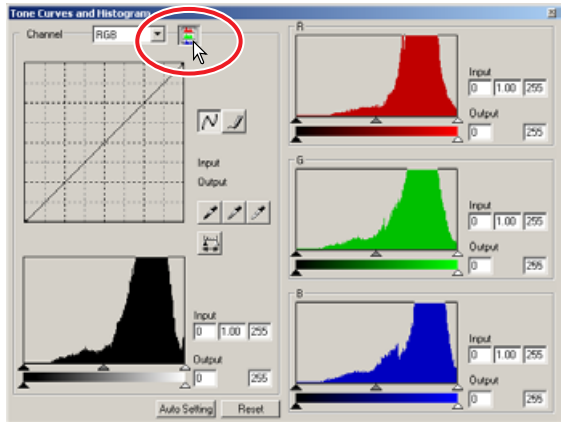 Tone Curves and Histogram
Channel
RGB
Input
Output
Input
0 1.00 255
Output
0 255
Auto Setting Reset
R
Input
0 1.00 255
Output
0 255
G
Input
0 1.00 255
Output
0 255
B
Input
0 1.00 255
Output
0 255